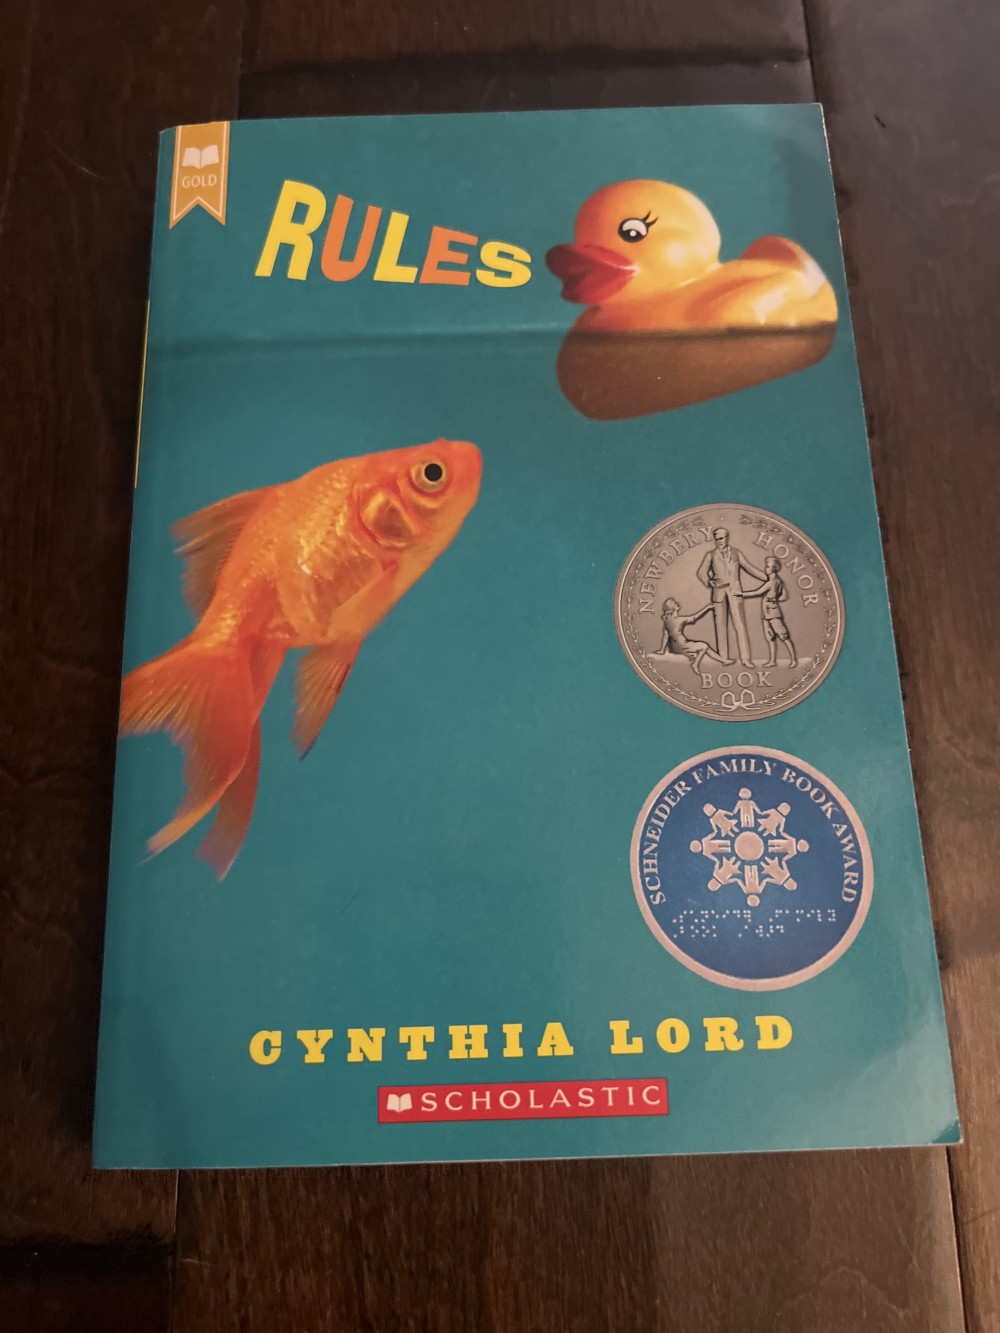 GOLD
RULES
NEWBERY HONOR
BOOK
SCHNEIDER FAMILY BOOK AWARD
CYNTHIA LORD
SCHOLASTIC